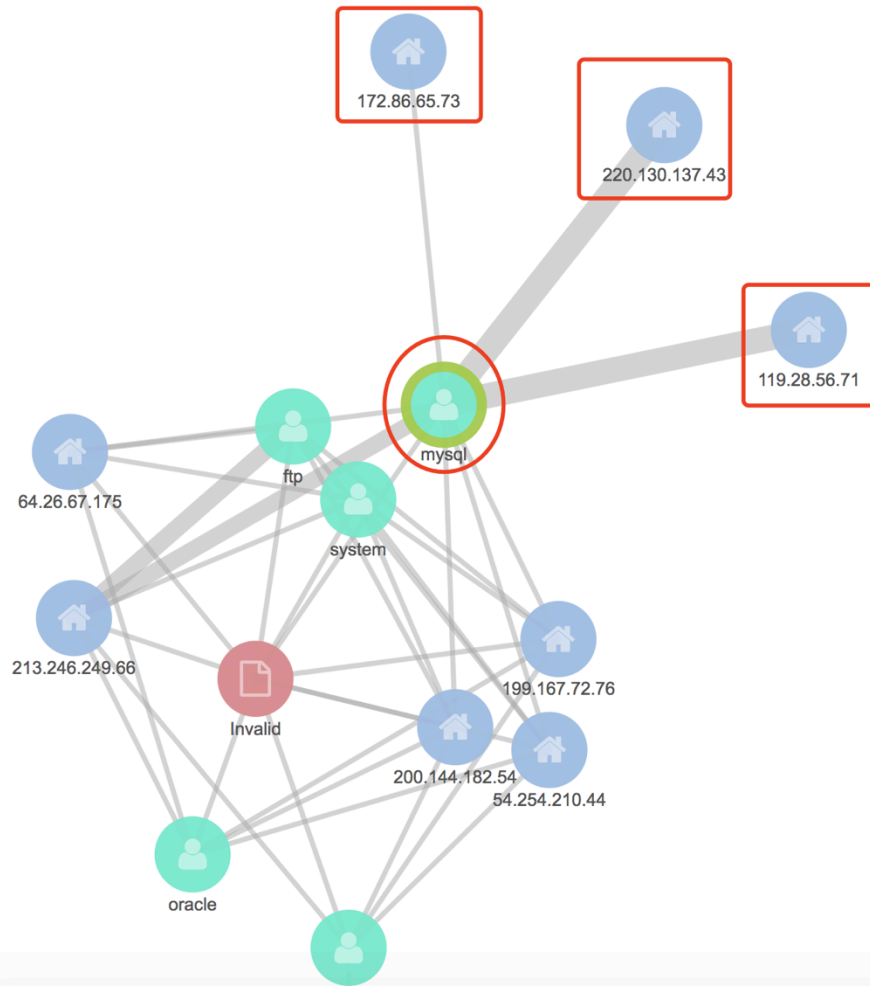 172.86.65.73
220.130.137.43
119.28.56.71
mysql
ftp
64.26.67.175
system
213.246.249.66
199.167.72.76
Invalid
200.144.182.54
54.254.210.44
oracle